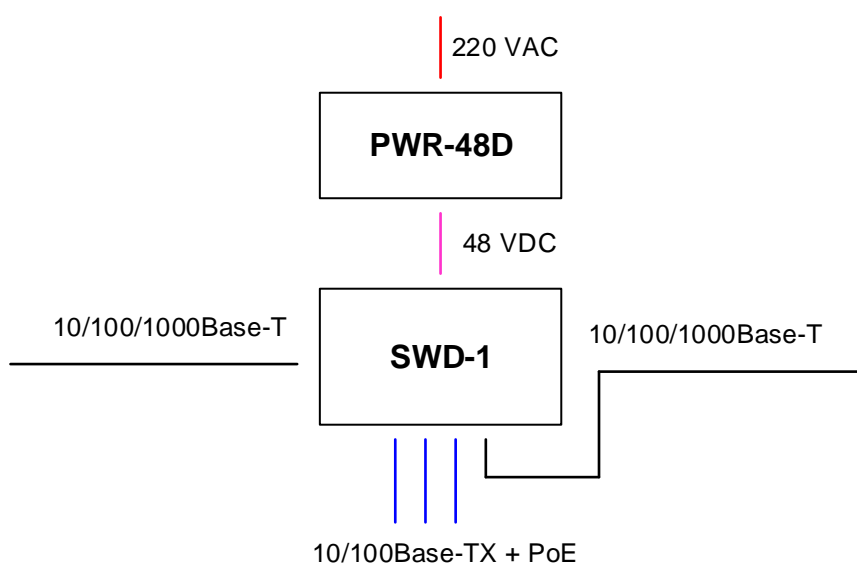 220 VAC
PWR-48D
48 VDC
10/100/1000Base-T
10/100/1000Base-T
SWD-1
10/100Base-TX + PoE